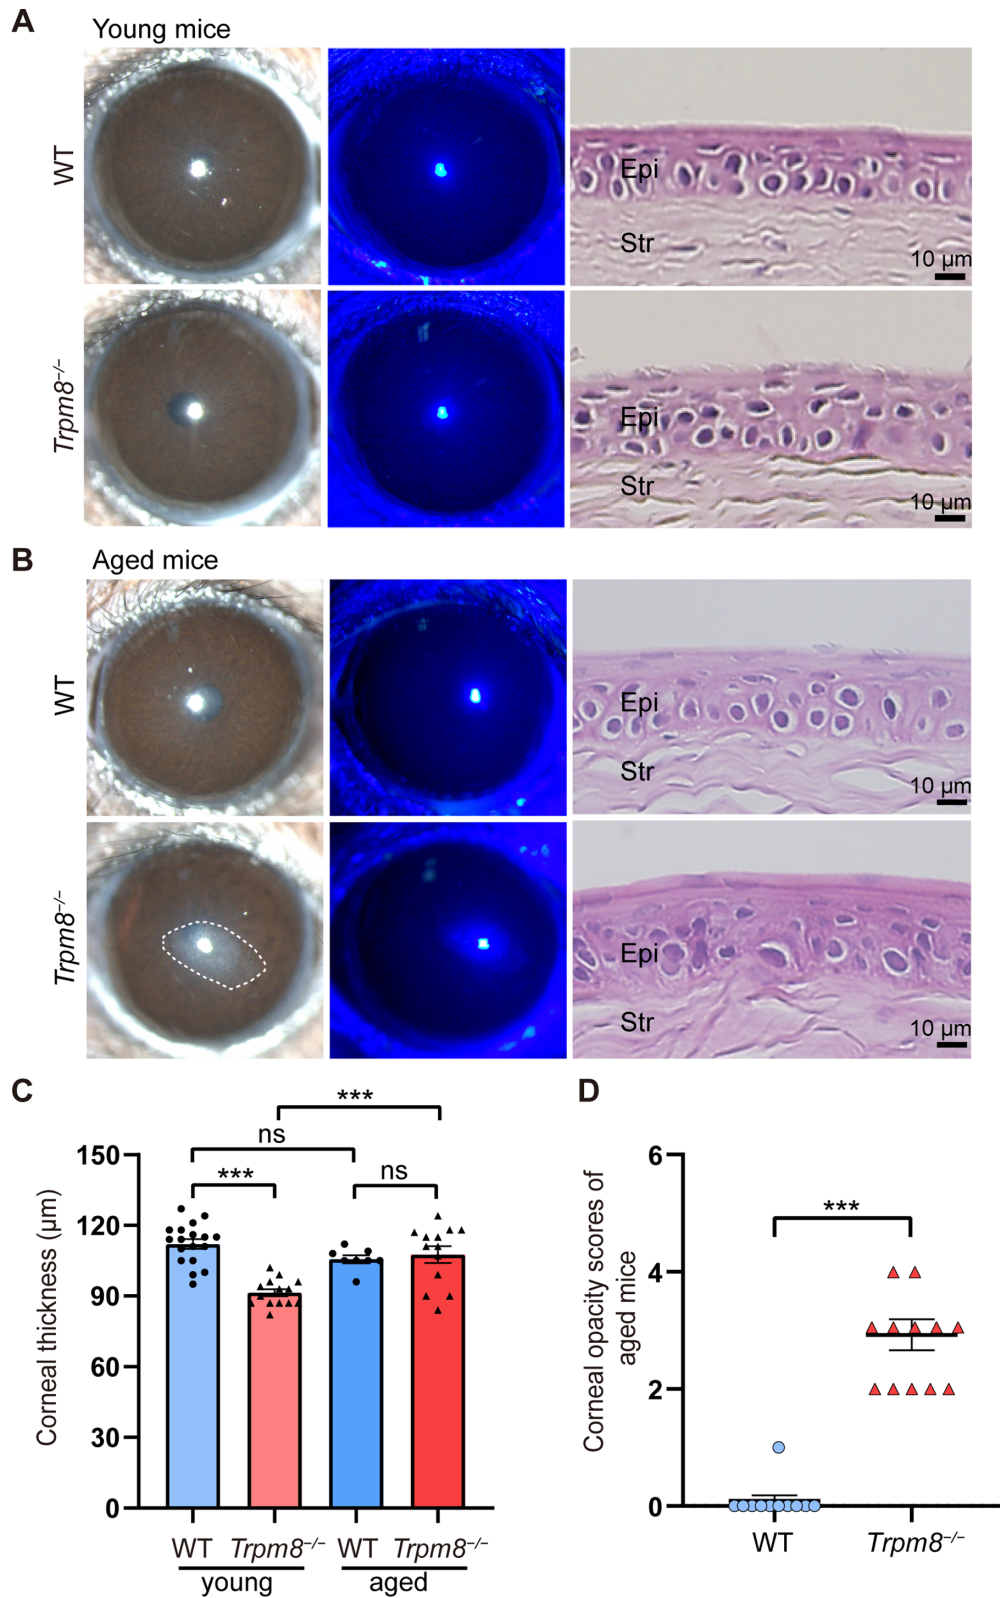 A
Young mice
WT
Epi
Str
10 µm
Trpm8−/−
Epi
Str
10 µm
B
Aged mice
WT
Epi
Str
10 µm
Trpm8−/−
Epi
Str
10 µm
C
Corneal thickness (µm)
150
120
90
60
30
0
***
ns
***
ns
WT
Trpm8−/−
WT
Trpm8−/−
young
aged
D
Corneal opacity scores of
aged mice
6
4
2
0
***
WT
Trpm8−/−